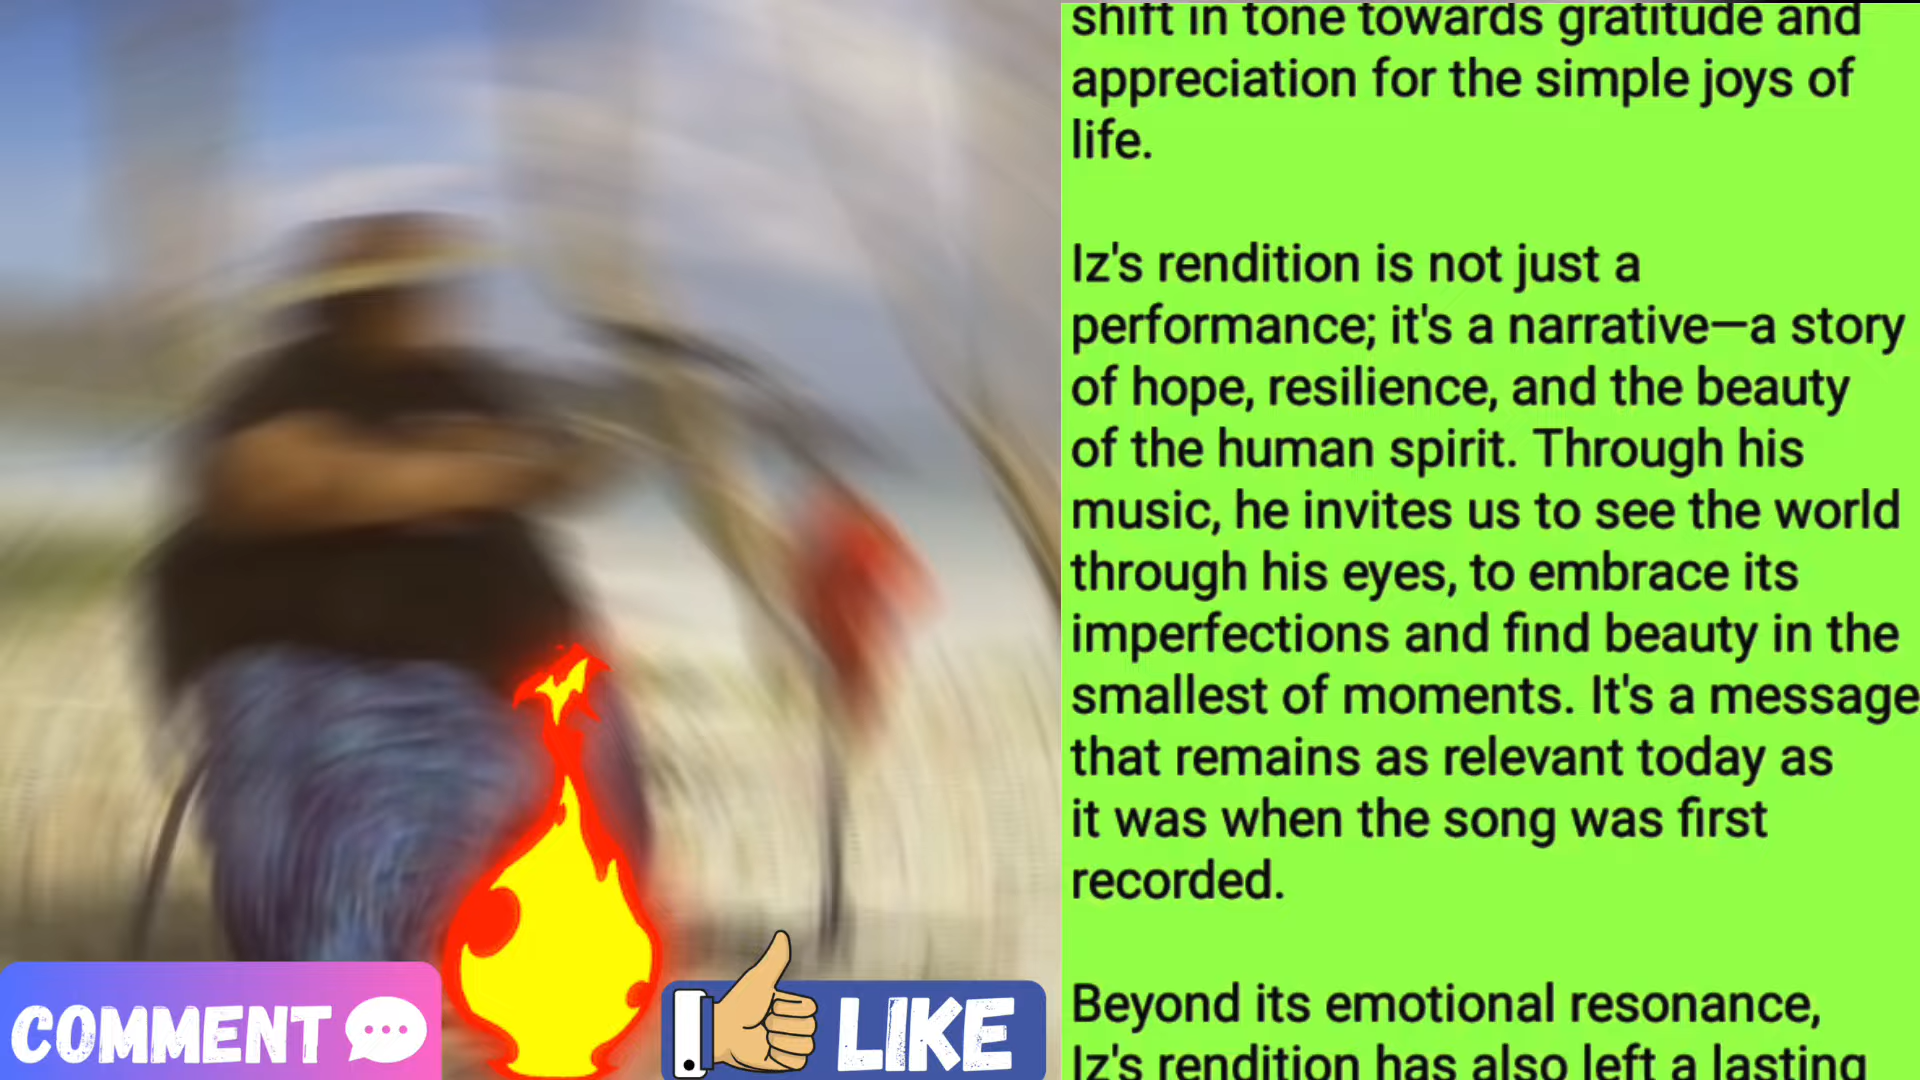 shift in tone towards gratitude and
appreciation for the simple joys of
life.
Iz's rendition is not just a
performance; it's a narrative—a story
of hope, resilience, and the beauty
of the human spirit. Through his
music, he invites us to see the world
through his eyes, to embrace its
imperfections and find beauty in the
smallest of moments. It's a message
that remains as relevant today as
it was when the song was first
recorded.
Beyond its emotional resonance,
Iz's rendition has also left a lasting
COMMENT
LIKE